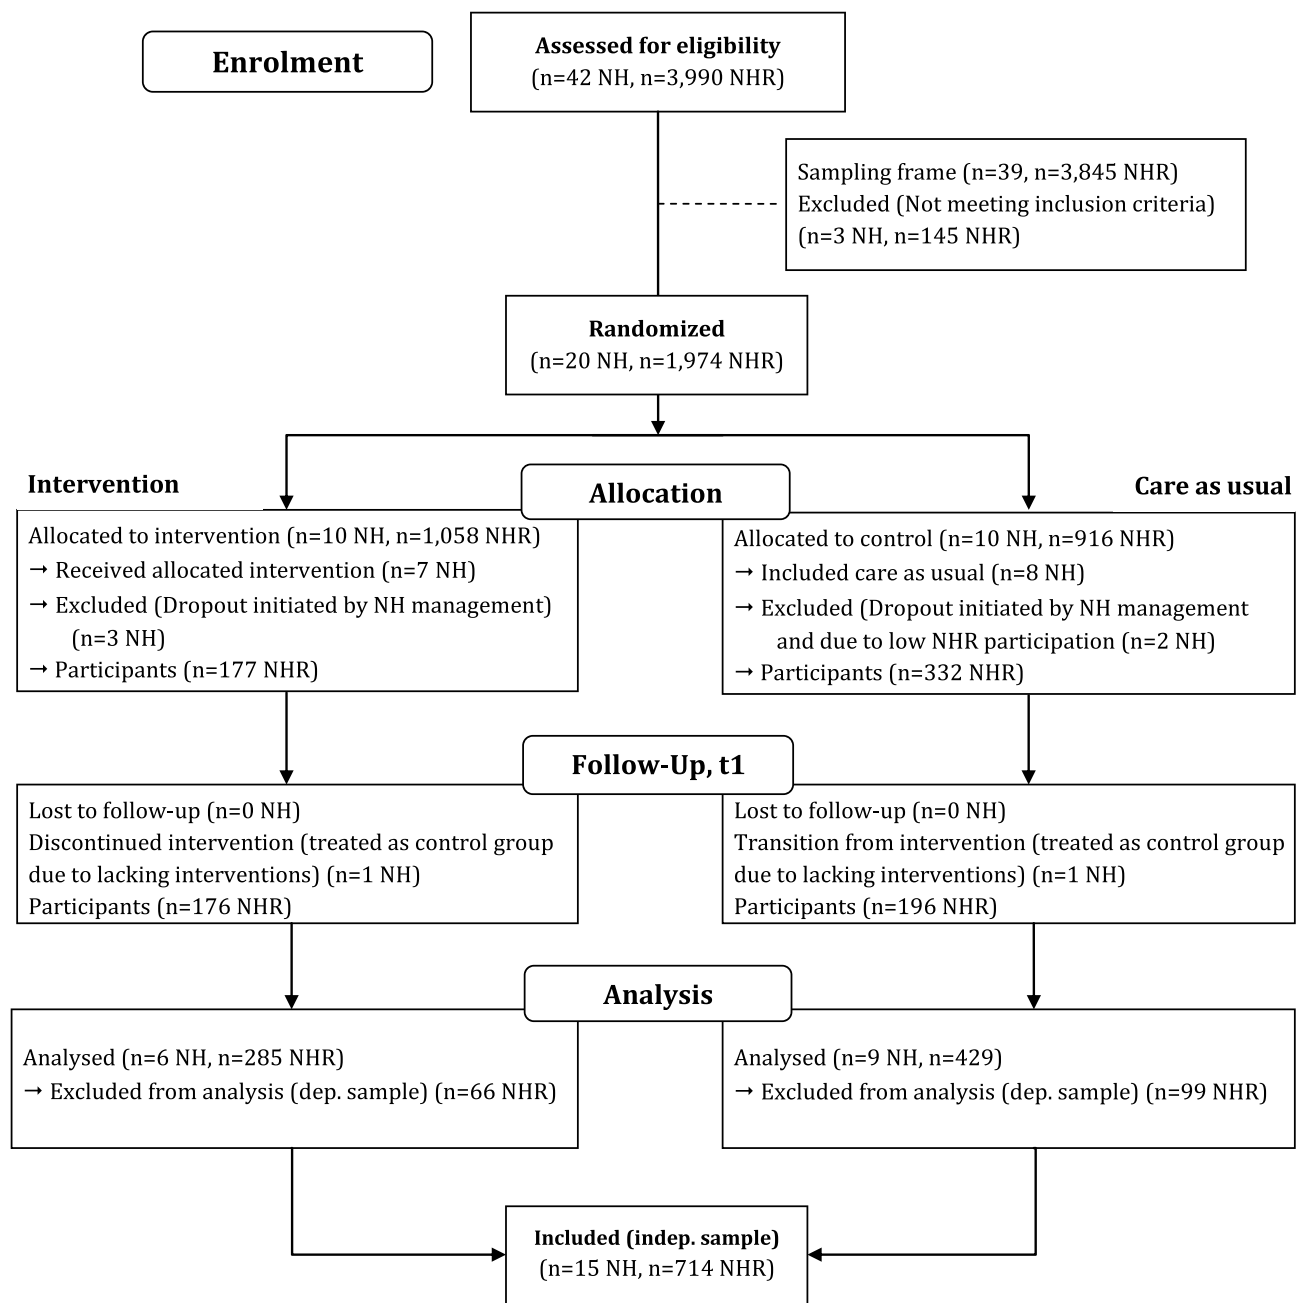 Enrolment
Assessed for eligibility
(n=42 NH, n=3,990 NHR)
Sampling frame (n=39, n=3,845 NHR)
Excluded (Not meeting inclusion criteria)
(n=3 NH, n=145 NHR)
Randomized
(n=20 NH, n=1,974 NHR)
Intervention
Allocation
Care as usual
Allocated to intervention (n=10 NH, n=1,058 NHR)
→ Received allocated intervention (n=7 NH)
→ Excluded (Dropout initiated by NH management)
(n=3 NH)
→ Participants (n=177 NHR)
Allocated to control (n=10 NH, n=916 NHR)
→ Included care as usual (n=8 NH)
→ Excluded (Dropout initiated by NH management
and due to low NHR participation (n=2 NH)
→ Participants (n=332 NHR)
Follow-Up, t1
Lost to follow-up (n=0 NH)
Discontinued intervention (treated as control group
due to lacking interventions) (n=1 NH)
Participants (n=176 NHR)
Lost to follow-up (n=0 NH)
Transition from intervention (treated as control group
due to lacking interventions) (n=1 NH)
Participants (n=196 NHR)
Analysis
Analysed (n=6 NH, n=285 NHR)
→ Excluded from analysis (dep. sample) (n=66 NHR)
Analysed (n=9 NH, n=429)
→ Excluded from analysis (dep. sample) (n=99 NHR)
Included (indep. sample)
(n=15 NH, n=714 NHR)